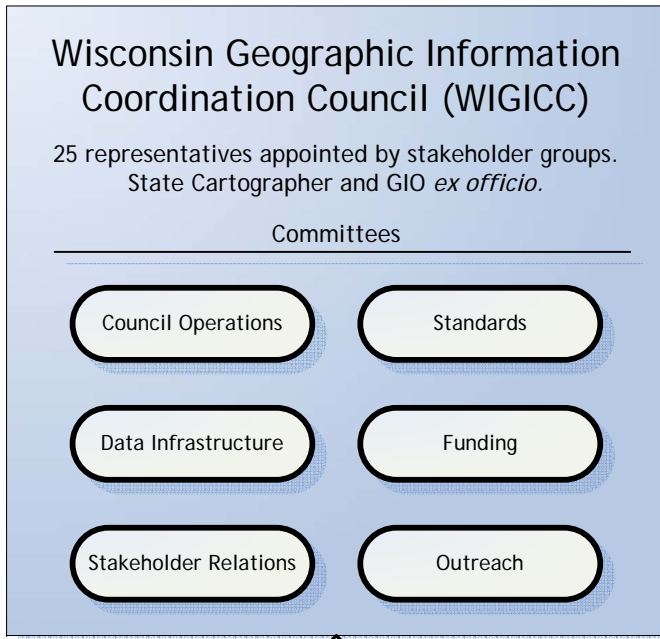 Wisconsin Geographic Information
Coordination Council (WIGICC)
25 representatives appointed by stakeholder groups.
State Cartographer and GIO ex officio.
Committees
Council Operations
Standards
Data Infrastructure
Funding
Stakeholder Relations
Outreach